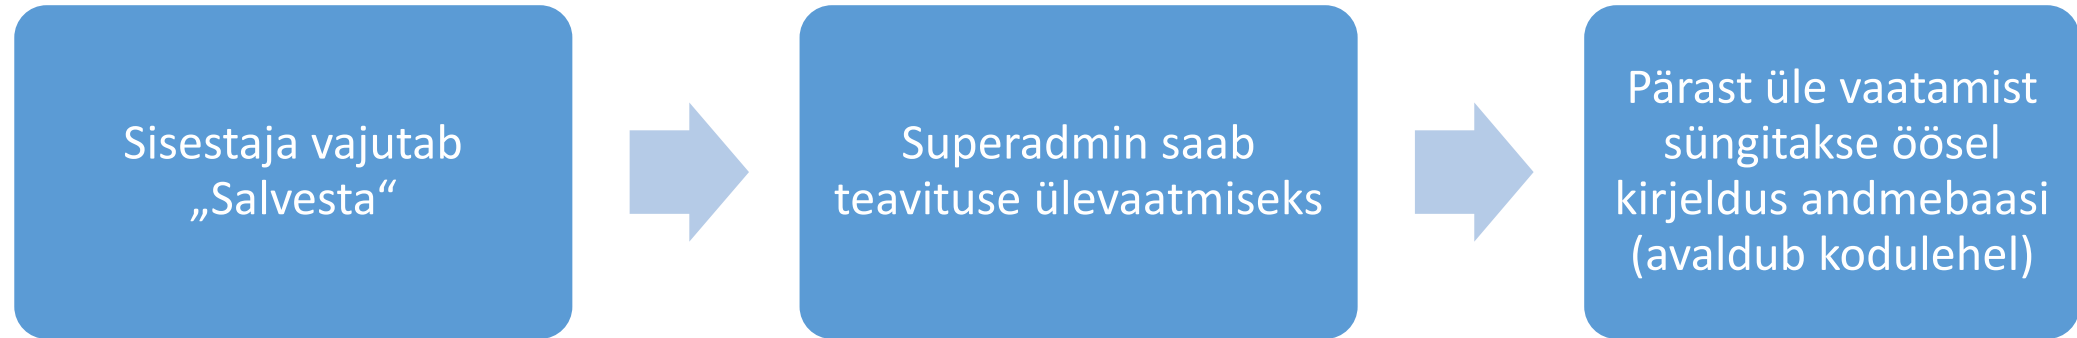 Sisestaja vajutab
„Salvesta“
Superadmin saab
teavituse ülevaatmiseks
Pärast üle vaatamist
süngitakse öösel
kirjeldus andmebaasi
(avaldub kodulehel)